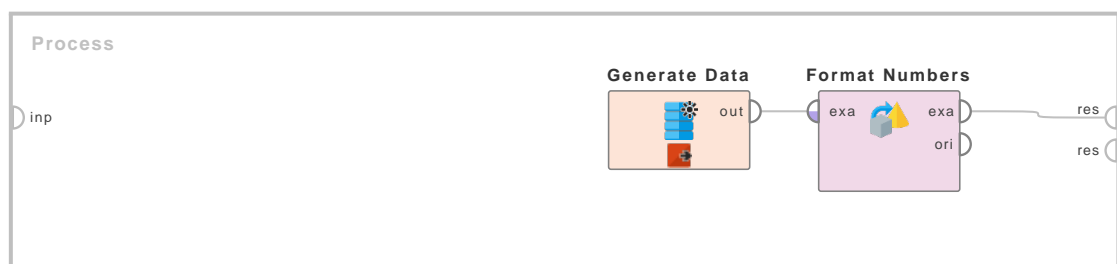 Process
Generate Data
Format Numbers
inp
out
exa
exa
res
ori
res